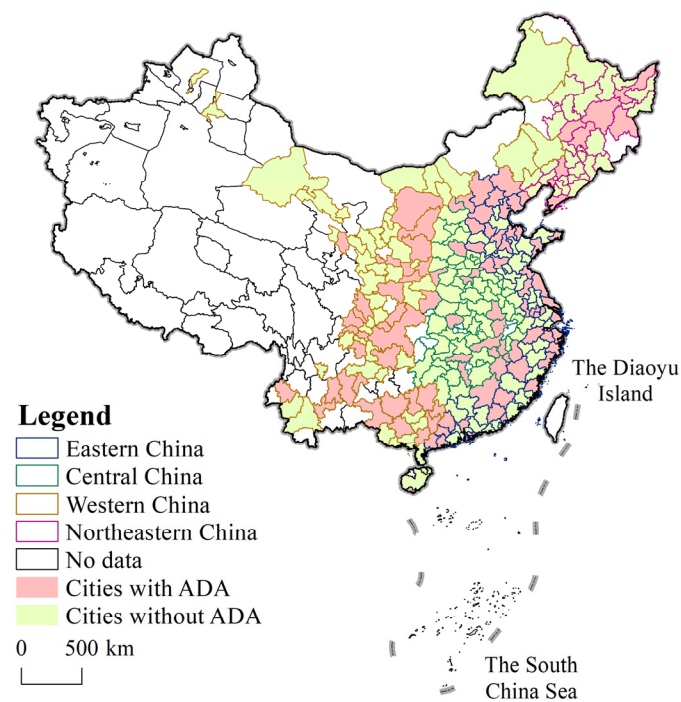 The Diaoyu
Island
Legend
Eastern China
Central China
Western China
Northeastern China
No data
Cities with ADA
Cities without ADA
0 500 km
The South
China Sea